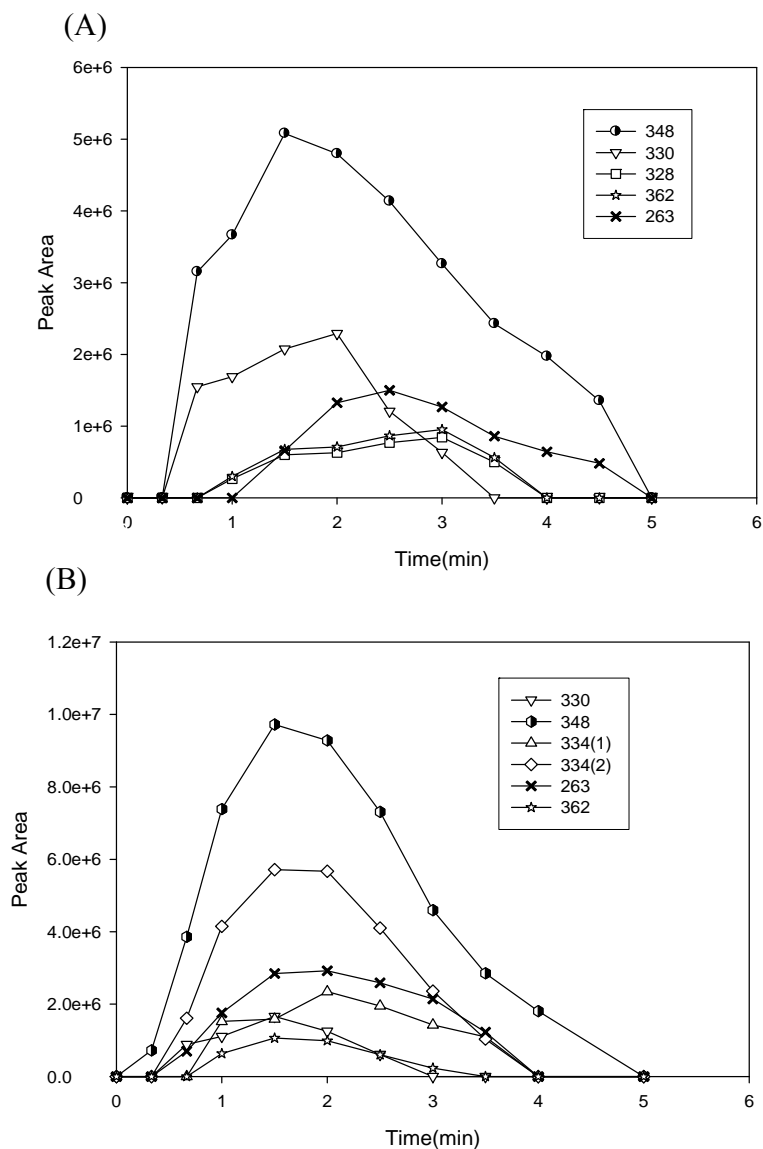 (A)
6e+6
5e+6
4e+6
3e+6
2e+6
1e+6
0
Peak Area
348
330
328
362
263
0 1 2 3 4 5 6
Time(min)
(B)
1.2e+7
1.0e+7
8.0e+6
6.0e+6
4.0e+6
2.0e+6
0.0
Peak Area
330
348
334(1)
334(2)
263
362
0 1 2 3 4 5 6
Time(min)